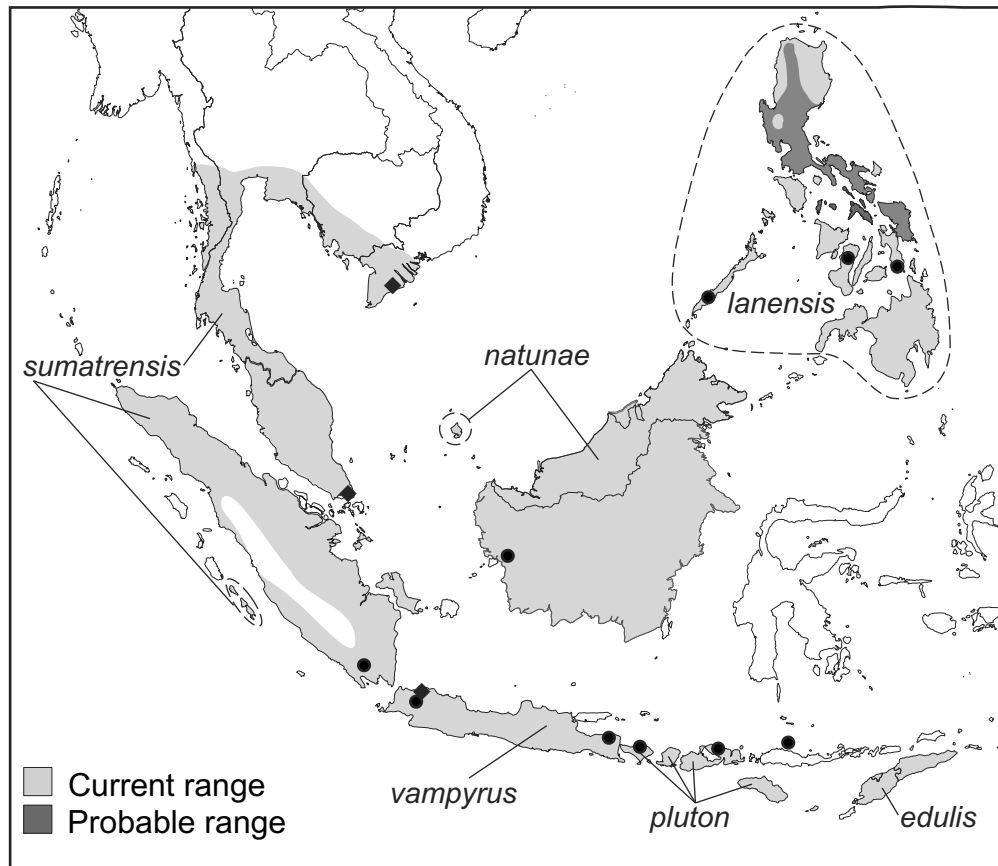 lanensis
natunae
sumatrensis
vampyrus
pluton
edulis
Current range
Probable range